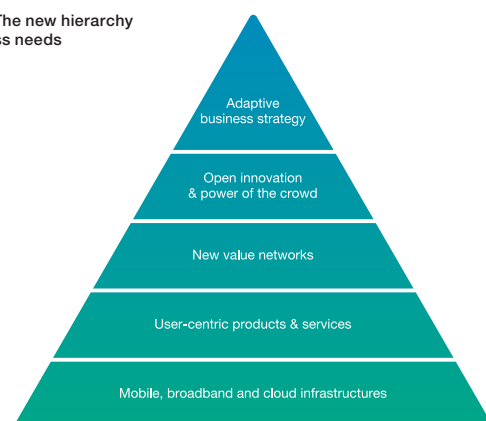 The new hierarchy
ss needs
Adaptive
business strategy
Open innovation
& power of the crowd
New value networks
User-centric products & services
Mobile, broadband and cloud infrastructures